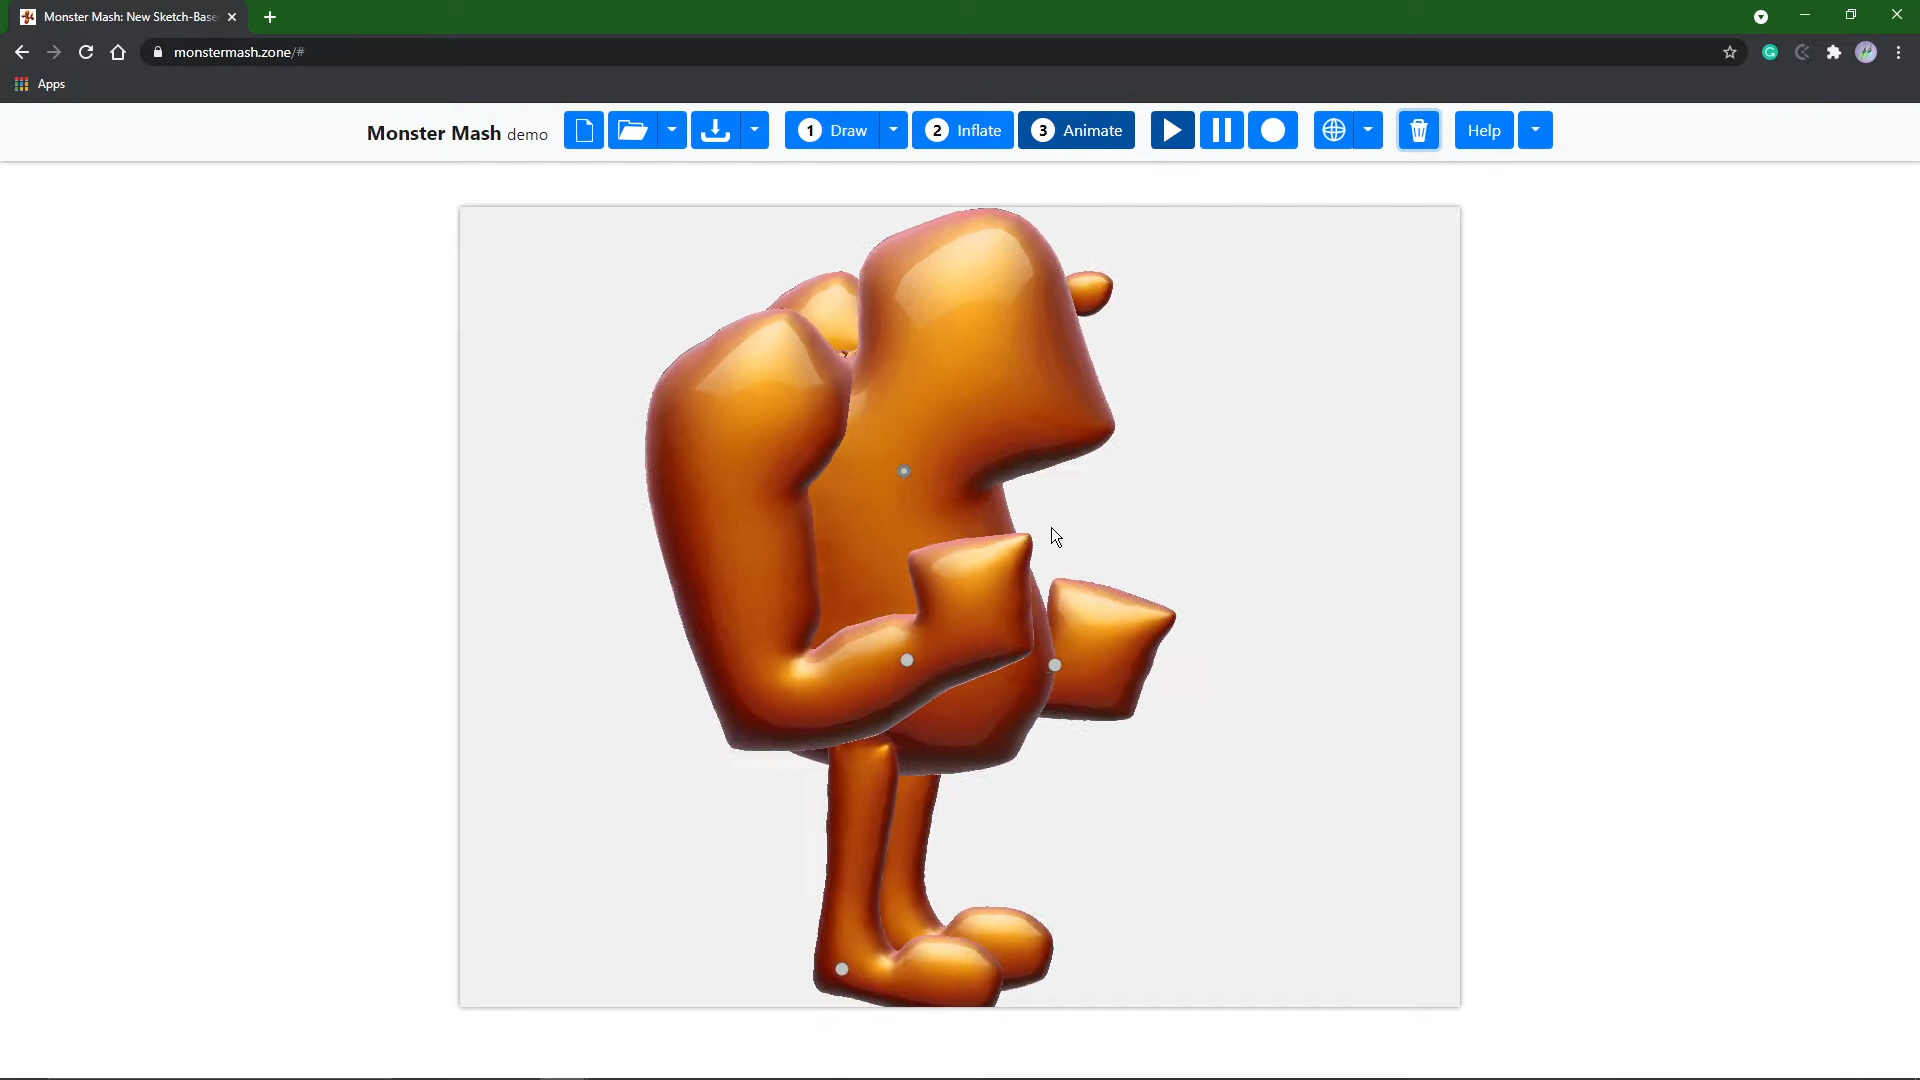 Monster Mash: New Sketch-Base
monstermash.zone/#
Apps
Monster Mash demo
1 Draw
2 Inflate
3 Animate
Help